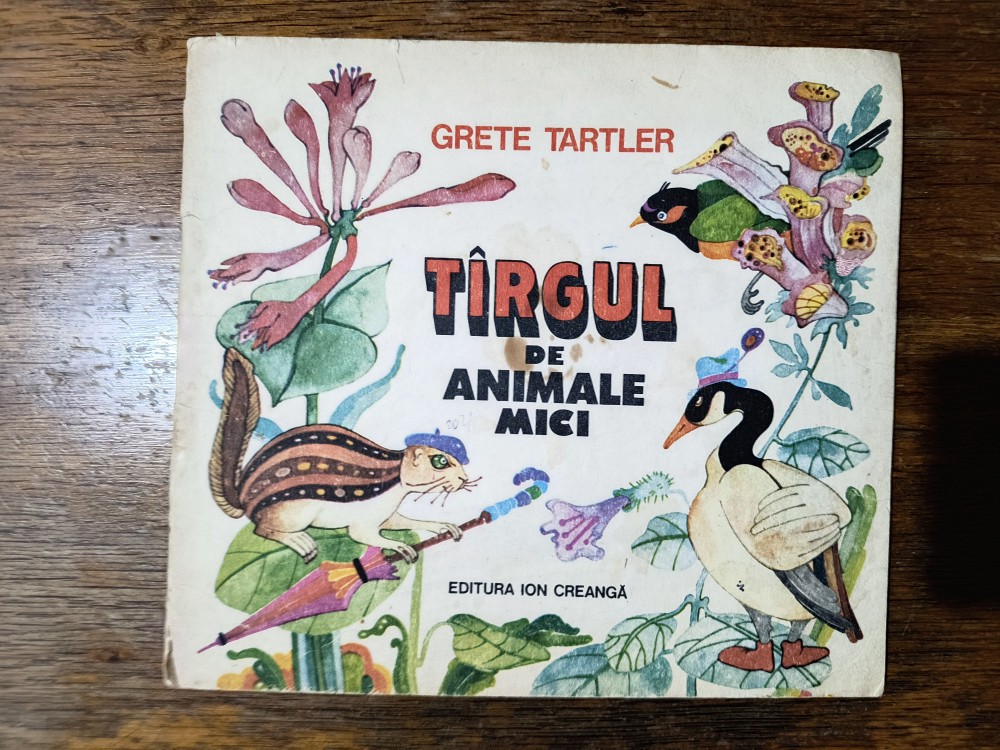 GRETE TARTLER
TÎRGUL
DE
ANIMALE
MICI
EDITURA ION CREANGĂ